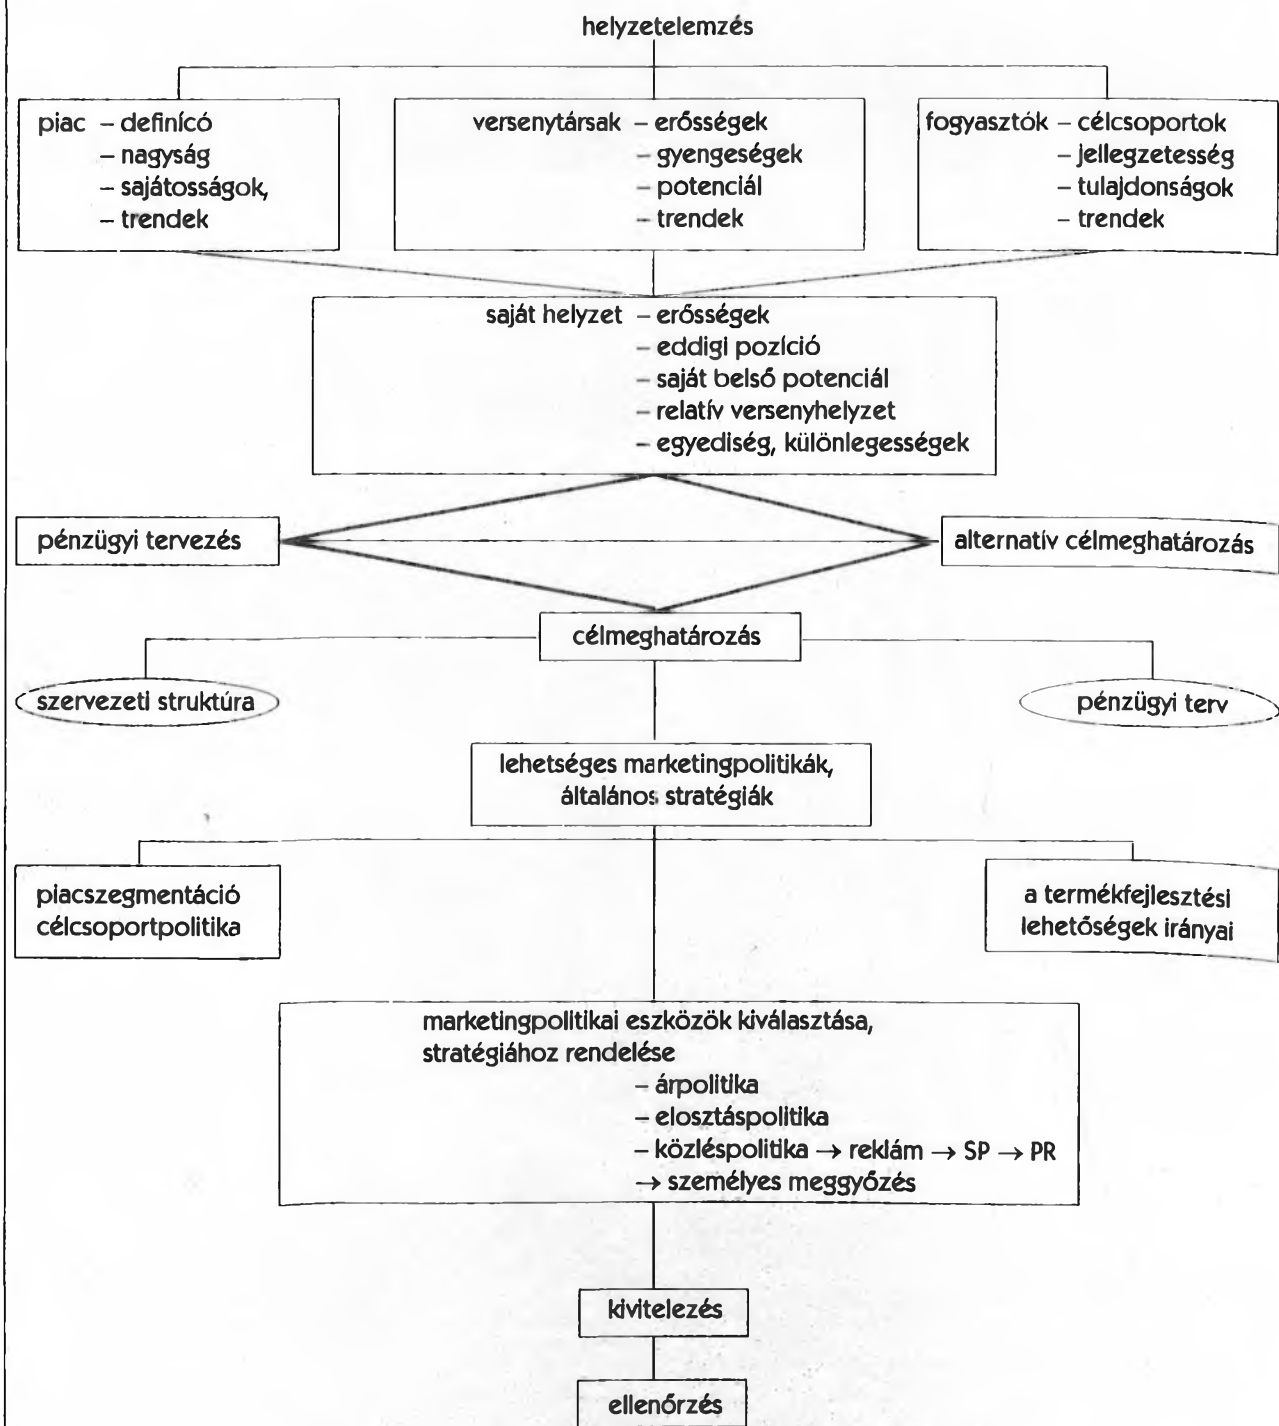 helyzetelemzés
piac – definícó
– nagyság
– sajátosságok,
– trendek
versenytársak – erősségek
– gyengeségek
– potenciál
– trendek
fogyasztók – célcsoportok
– jellegzetesség
– tulajdonságok
– trendek
saját helyzet – erősségek
– eddigi pozíció
– saját belső potenciál
– relatív versenyhelyzet
– egyediség, különlegességek
pénzügyi tervezés
alternatív célmeghatározás
célmeghatározás
szervezeti struktúra
pénzügyi terv
lehetséges marketingpolitikák,
általános stratégiák
piacszegmentáció
célcsoportpolitika
a termékfejlesztési
lehetőségek irányai
marketingpolitikai eszközök kiválasztása,
stratégiához rendelése
– árpolitika
– elosztáspolitika
– közléspolitika → reklám → SP → PR
→ személyes meggyőzés
kivitelezés
ellenőrzés